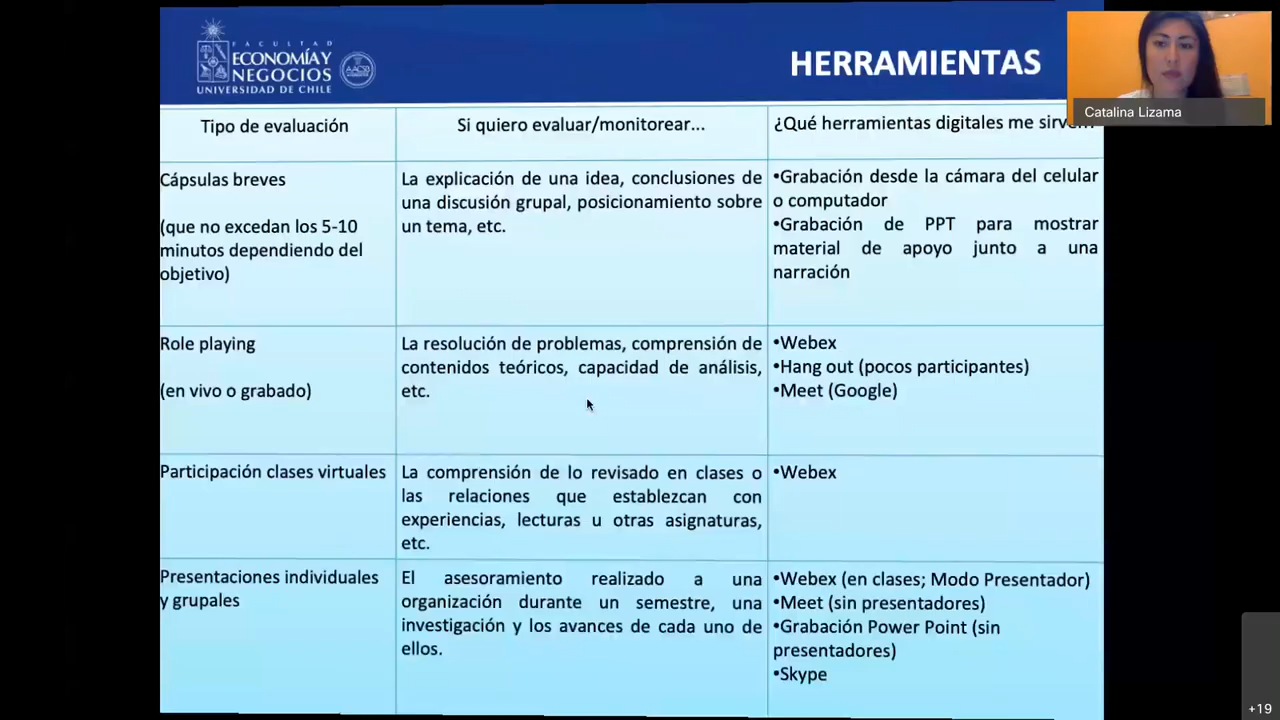 FACULTAD
ECONOMÍA Y
NEGOCIOS
UNIVERSIDAD DE CHILE
AACSB
HERRAMIENTAS
Catalina Lizama
Tipo de evaluación
Si quiero evaluar/monitorear...
¿Qué herramientas digitales me sirven?
Cápsulas breves
(que no excedan los 5-10
minutos dependiendo del
objetivo)
La explicación de una idea, conclusiones de
una discusión grupal, posicionamiento sobre
un tema, etc.
•Grabación desde la cámara del celular
o computador
•Grabación de PPT para mostrar
material de apoyo junto a una
narración
Role playing
(en vivo o grabado)
La resolución de problemas, comprensión de
contenidos teóricos, capacidad de análisis,
etc.
•Webex
•Hang out (pocos participantes)
•Meet (Google)
Participación clases virtuales
La comprensión de lo revisado en clases o
las relaciones que establezcan con
experiencias, lecturas u otras asignaturas,
etc.
•Webex
Presentaciones individuales
y grupales
El asesoramiento realizado a una
organización durante un semestre, una
investigación y los avances de cada uno de
ellos.
•Webex (en clases; Modo Presentador)
•Meet (sin presentadores)
•Grabación Power Point (sin
presentadores)
•Skype
+19